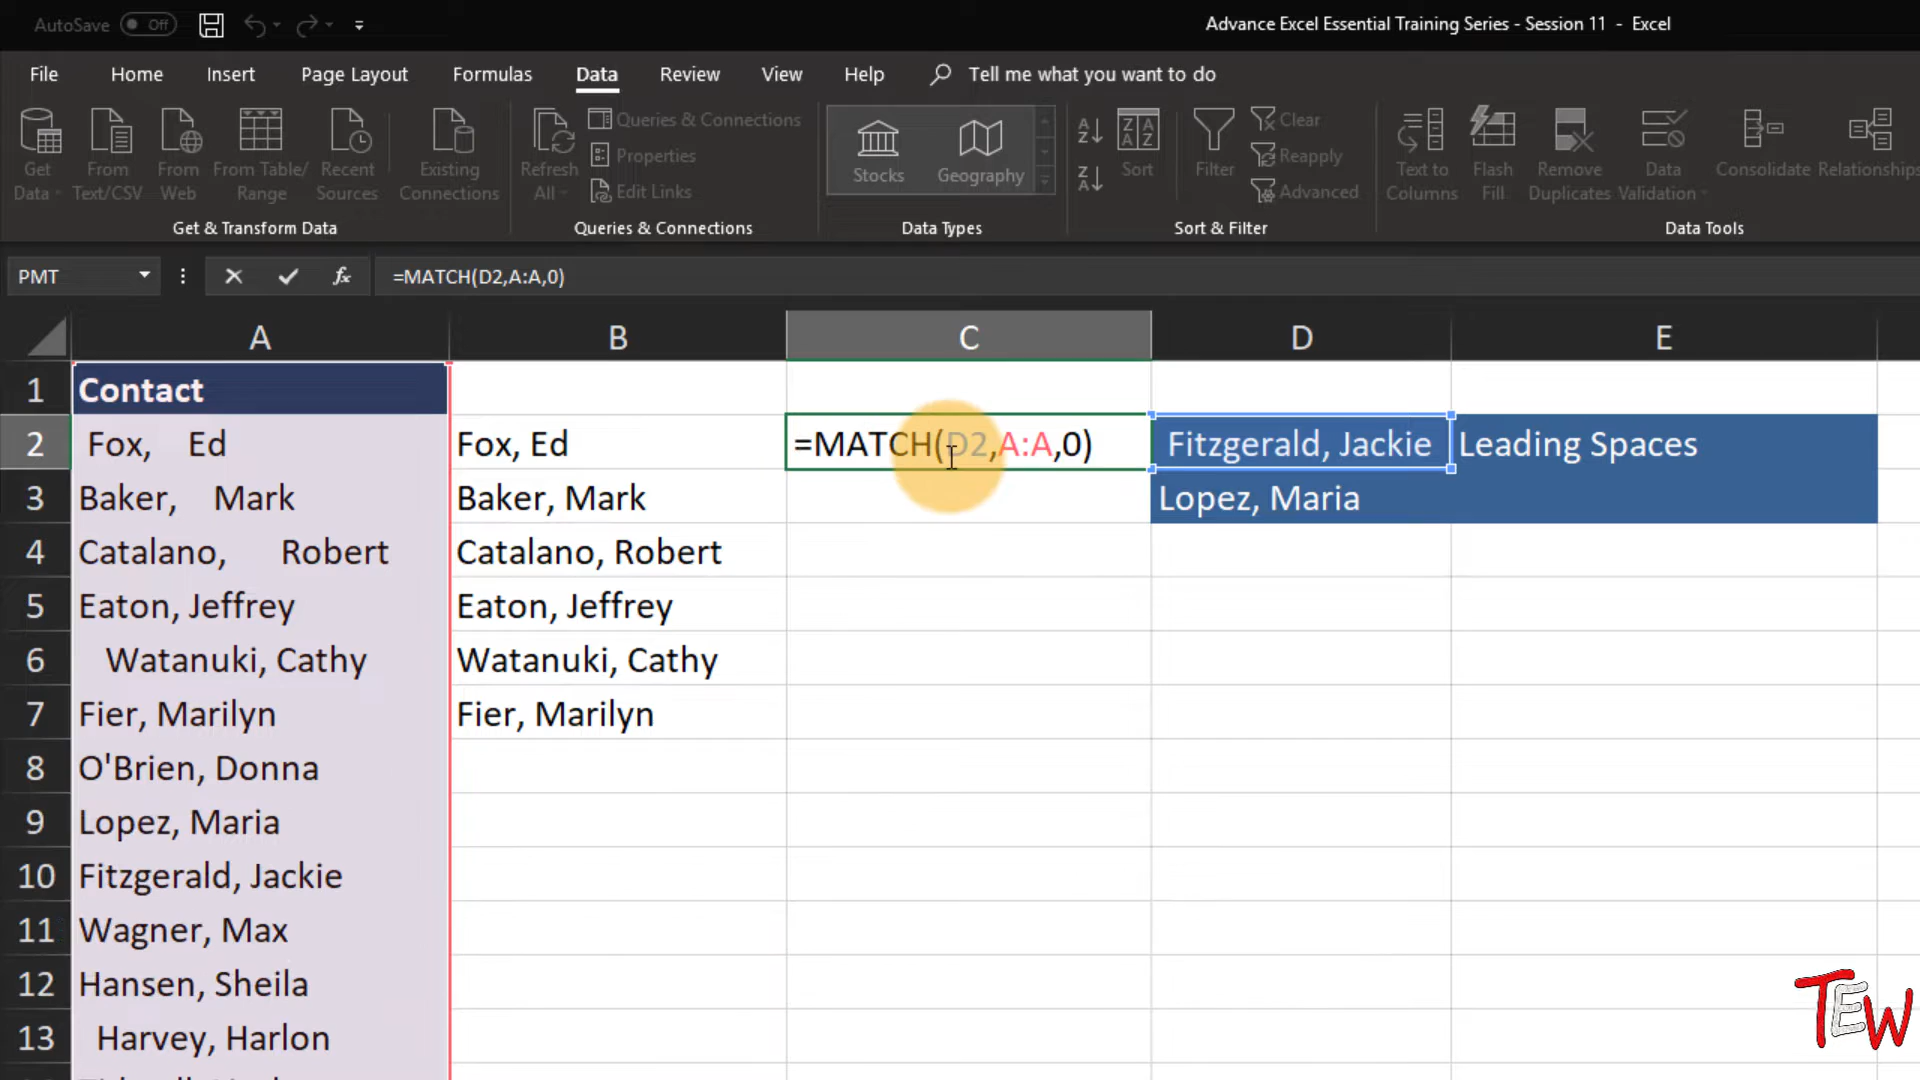 AutoSave Off
Advance Excel Essential Training Series - Session 11 - Excel
File Home Insert Page Layout Formulas Data Review View Help Tell me what you want to do
Get Data
From Text/CSV
From Web
From Table/ Range
Recent Sources
Existing Connections
Refresh All
Queries & Connections
Properties
Edit Links
Stocks
Geography
Sort
Filter
Clear
Reapply
Advanced
Text to Columns
Flash Fill
Remove Duplicates
Data Validation
Consolidate
Relationships
Get & Transform Data Queries & Connections Data Types Sort & Filter Data Tools
PMT fx =MATCH(D2,A:A,0)
A B C D E
1 Contact
2 Fox, Ed Fox, Ed =MATCH(D2,A:A,0) Fitzgerald, Jackie Leading Spaces
3 Baker, Mark Baker, Mark Lopez, Maria
4 Catalano, Robert Catalano, Robert
5 Eaton, Jeffrey Eaton, Jeffrey
6 Watanuki, Cathy Watanuki, Cathy
7 Fier, Marilyn Fier, Marilyn
8 O'Brien, Donna
9 Lopez, Maria
10 Fitzgerald, Jackie
11 Wagner, Max
12 Hansen, Sheila
13 Harvey, Harlon
TEW